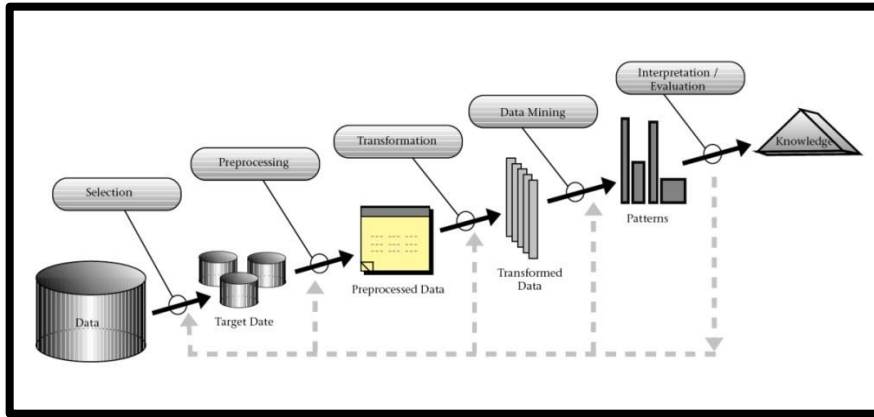 Interpretation /
Evaluation
Data Mining
Knowledge
Transformation
Preprocessing
Patterns
Selection
Transformed
Data
Preprocessed Data
Target Date
Data